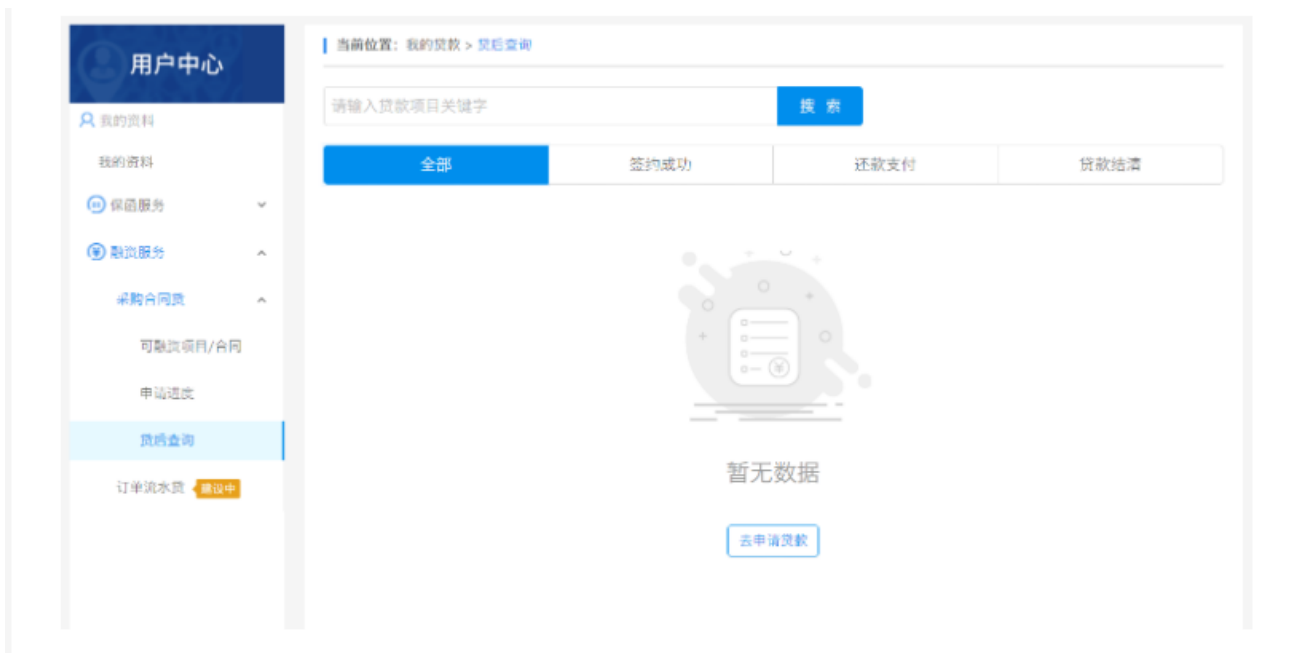 用户中心
我的资料
我的资料
保函服务
融资服务
采购合同贷
可融资项目/合同
申请进度
贷后查询
订单流水贷 建设中
当前位置：我的贷款 > 贷后查询
请输入贷款项目关键字
搜 索
全部 签约成功 还款支付 贷款结清
暂无数据
去申请贷款